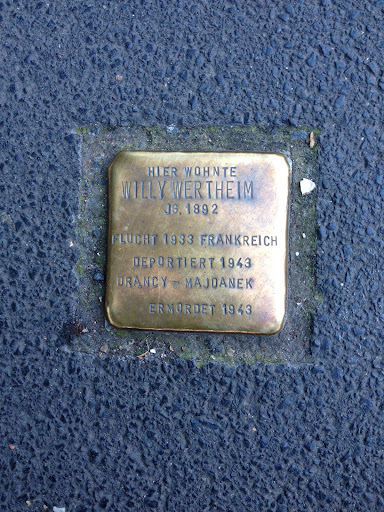 HIER WOHNTE
WILLY WERTHEIM
JG. 1892
FLUCHT 1933 FRANKREICH
DEPORTIERT 1943
DRANCY = MAJDANEK
ERMORDET 1943